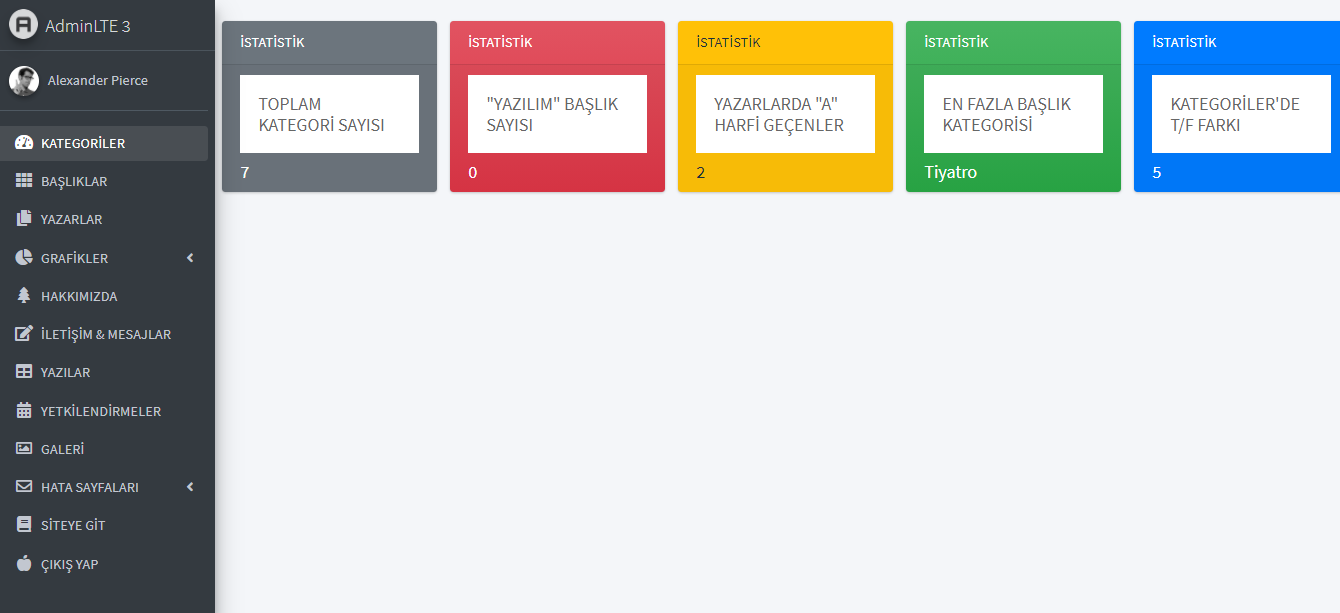 AdminLTE 3
Alexander Pierce
KATEGORİLER
BAŞLIKLAR
YAZARLAR
GRAFİKLER
HAKKIMIZDA
İLETİŞİM & MESAJLAR
YAZILAR
YETKİLENDİRMELER
GALERİ
HATA SAYFALARI
SİTEYE GİT
ÇIKIŞ YAP
İSTATİSTİK
TOPLAM
KATEGORİ SAYISI
7
İSTATİSTİK
"YAZILIM" BAŞLIK
SAYISI
0
İSTATİSTİK
YAZARLARDA "A"
HARFİ GEÇENLER
2
İSTATİSTİK
EN FAZLA BAŞLIK
KATEGORİSİ
Tiyatro
İSTATİSTİK
KATEGORİLER'DE
T/F FARKI
5